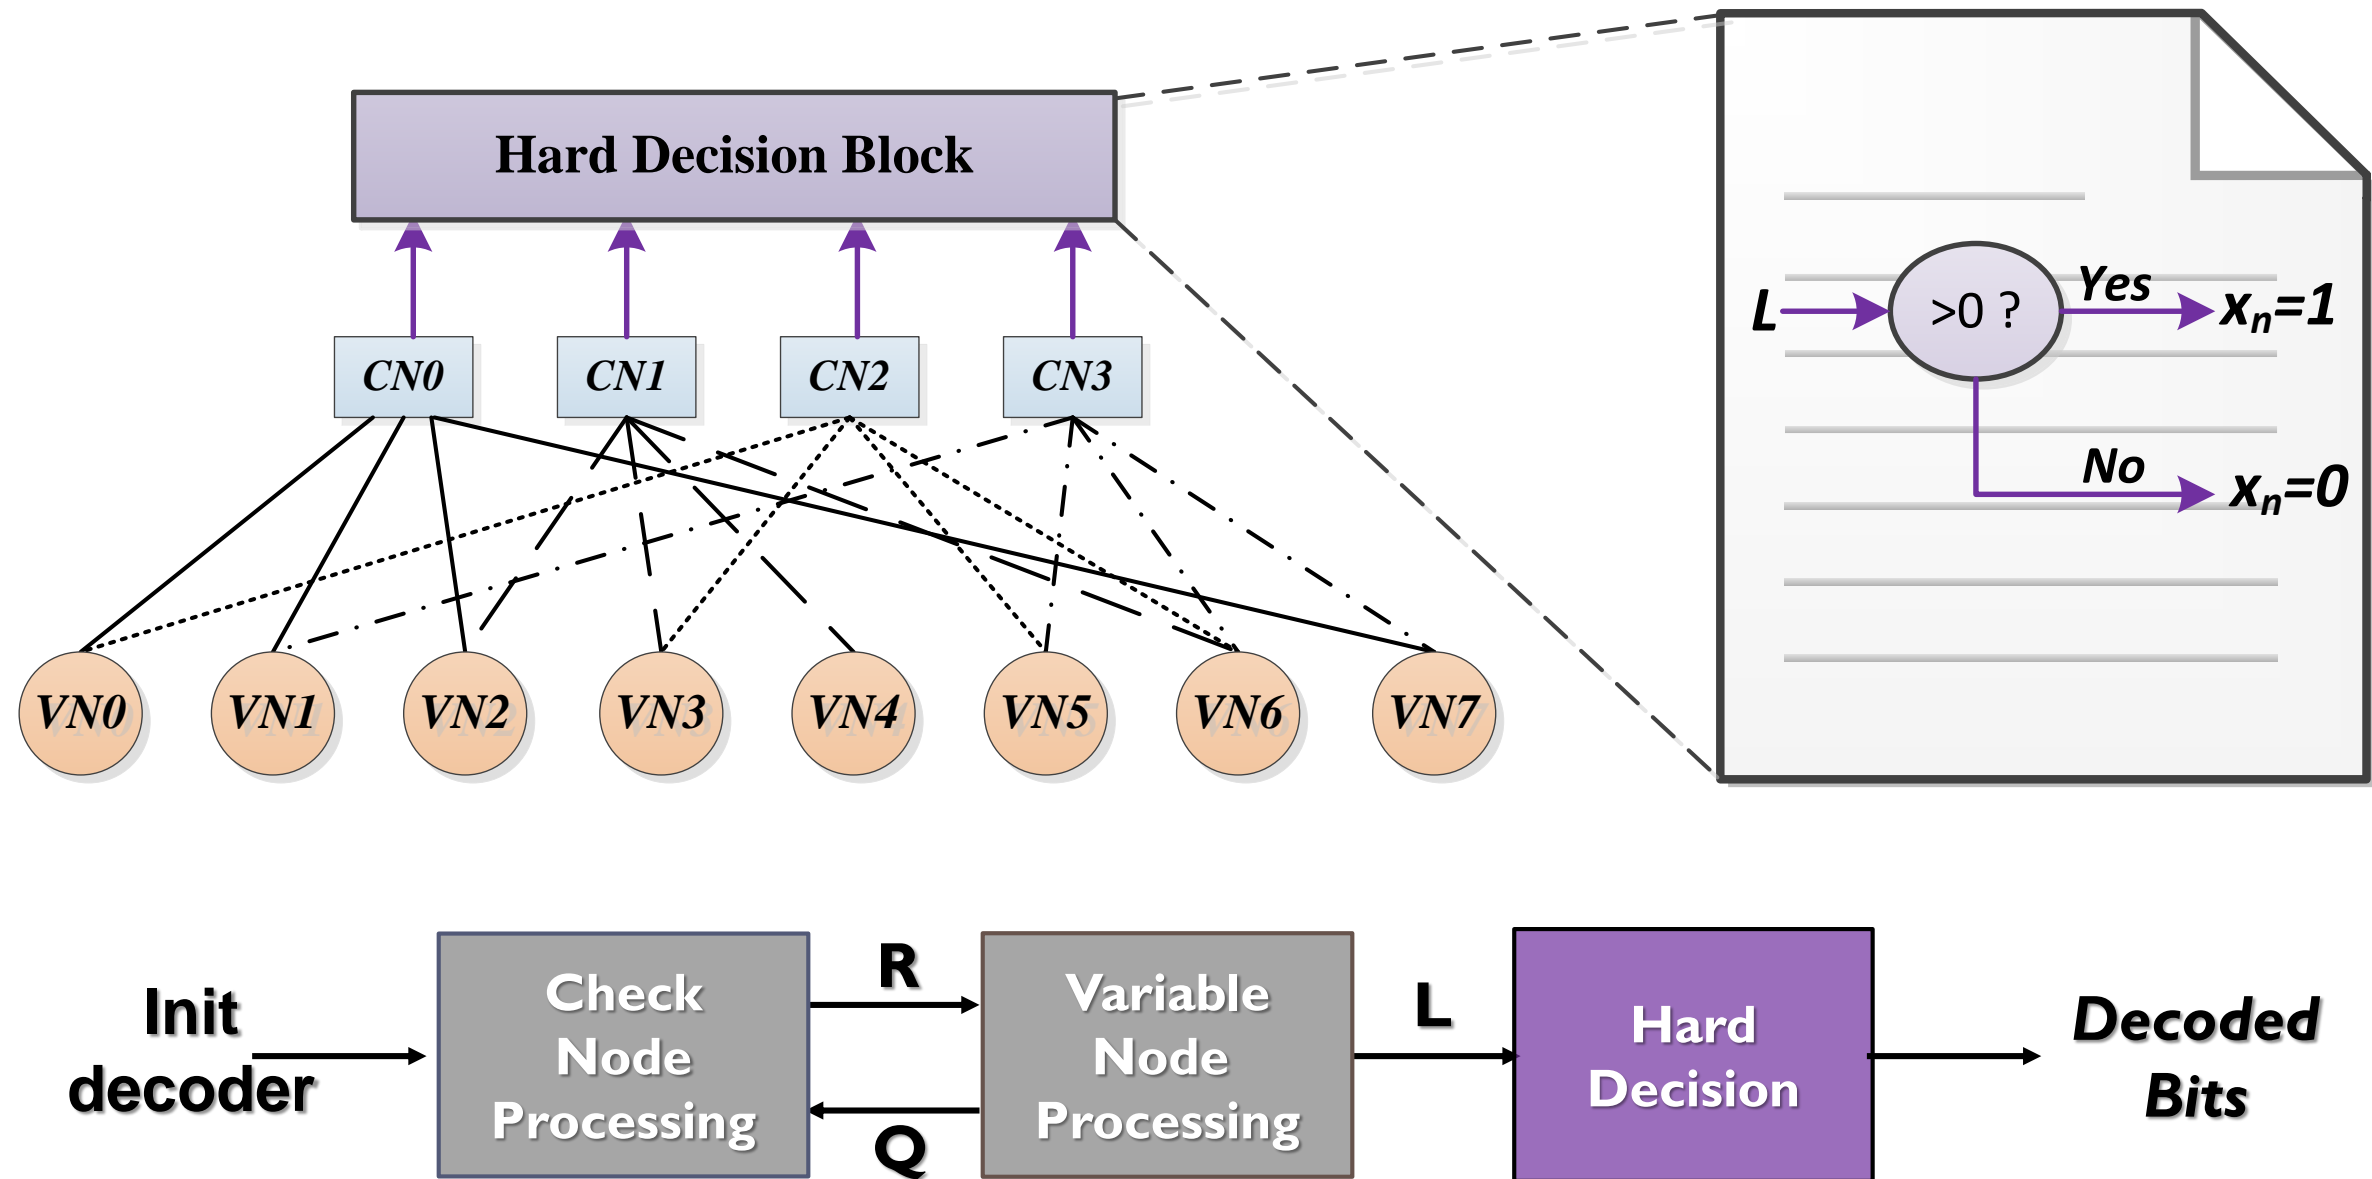 Hard Decision Block
CN0 CN1 CN2 CN3
VN0 VN1 VN2 VN3 VN4 VN5 VN6 VN7
L >0 ? Yes xn=1
No xn=0
Init
decoder
Check
Node
Processing
R
Q
Variable
Node
Processing
L
Hard
Decision
Decoded
Bits